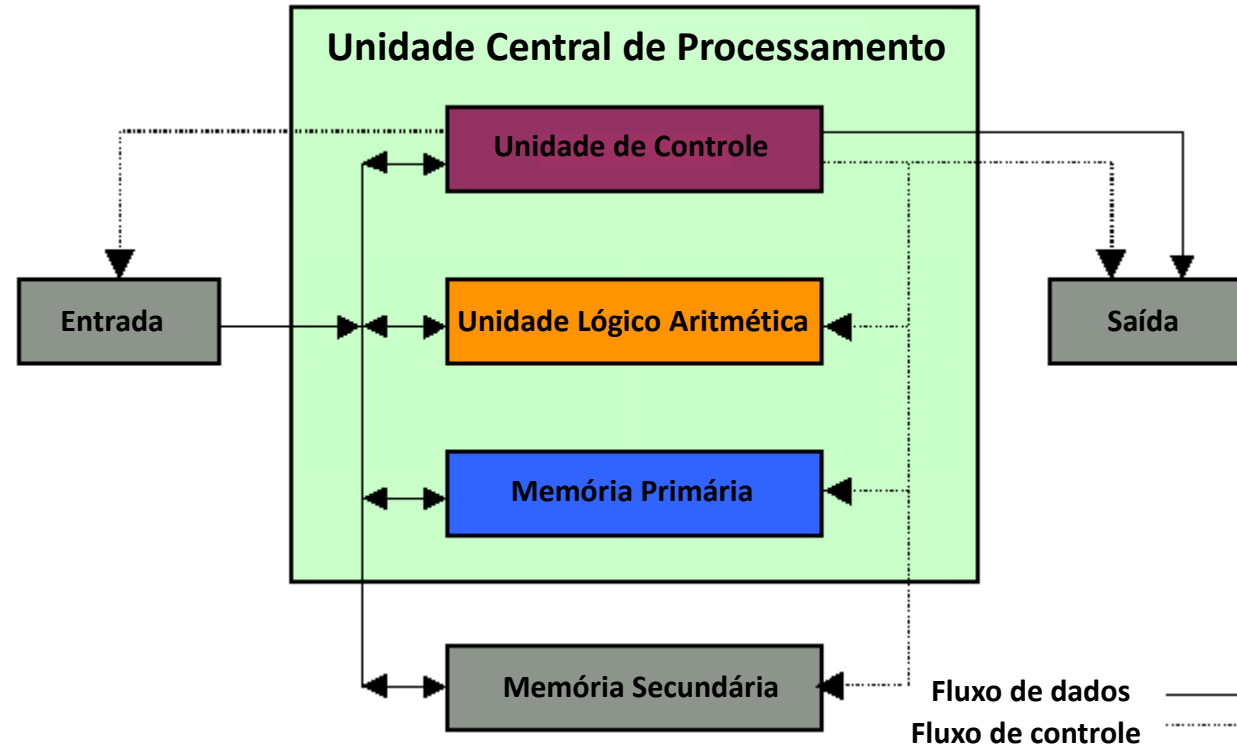 Unidade Central de Processamento
Unidade de Controle
Entrada
Unidade Lógico Aritmética
Saída
Memória Primária
Memória Secundária
Fluxo de dados
Fluxo de controle